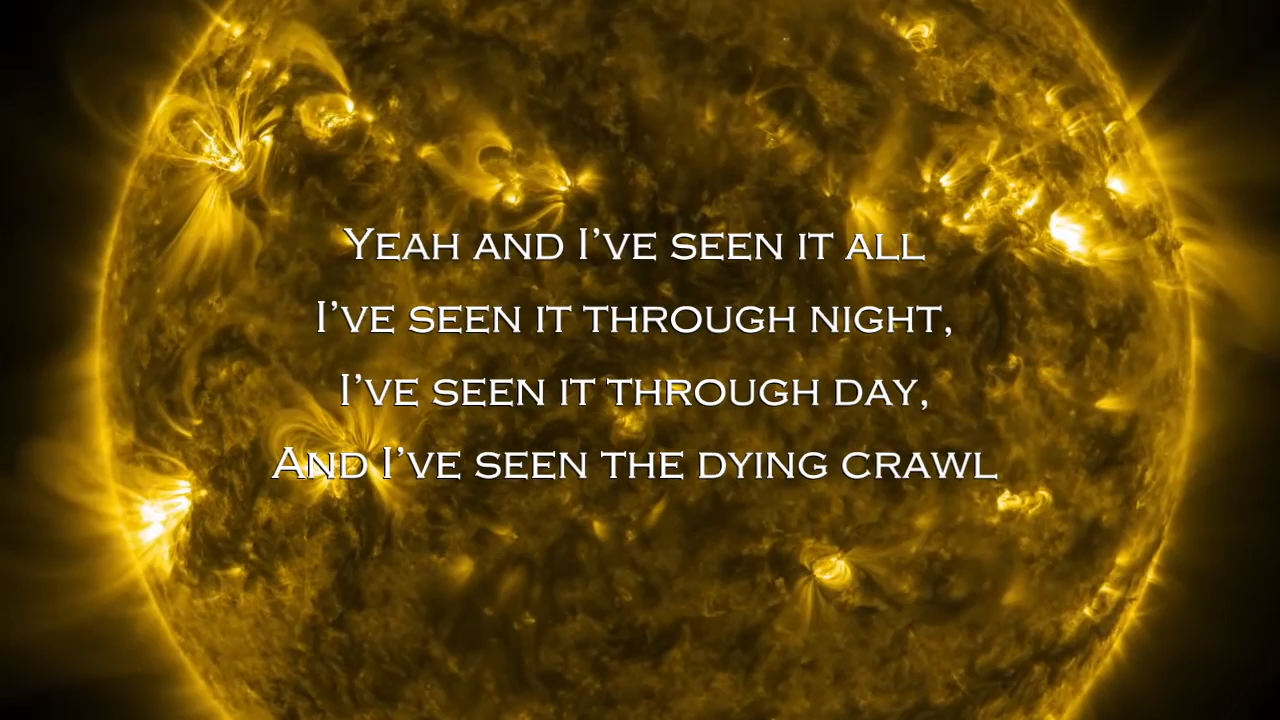 Yeah and I've seen it all
I've seen it through night,
I've seen it through day,
And I've seen the dying crawl